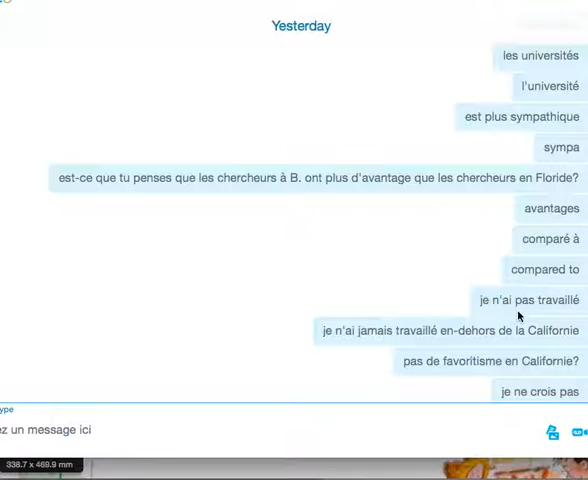 Yesterday
les universités
l'université
est plus sympathique
sympa
est-ce que tu penses que les chercheurs à B. ont plus d'avantage que les chercheurs en Floride?
avantages
comparé à
compared to
je n'ai pas travaillé
je n'ai jamais travaillé en-dehors de la Californie
pas de favoritisme en Californie?
je ne crois pas
ype
ez un message ici
338.7 x 469.9 mm